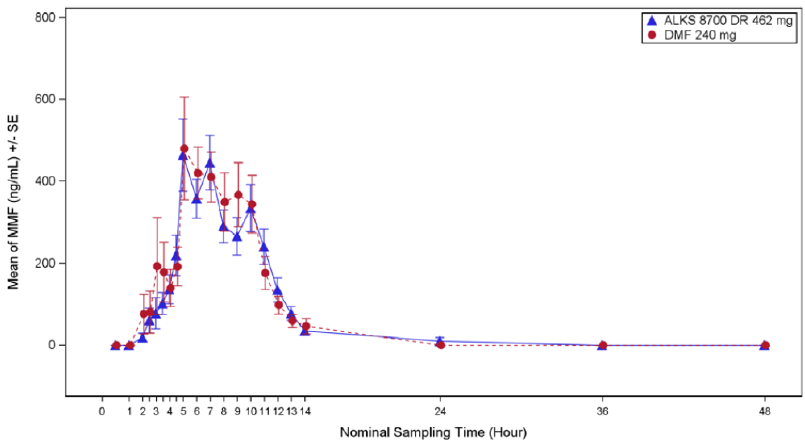 ALKS 8700 DR 462 mg
DMF 240 mg
800
600
400
200
0
Mean of MMF (ng/mL) +/- SE
0 1 2 3 4 5 6 7 8 9 10 11 12 13 14 24 36 48
Nominal Sampling Time (Hour)